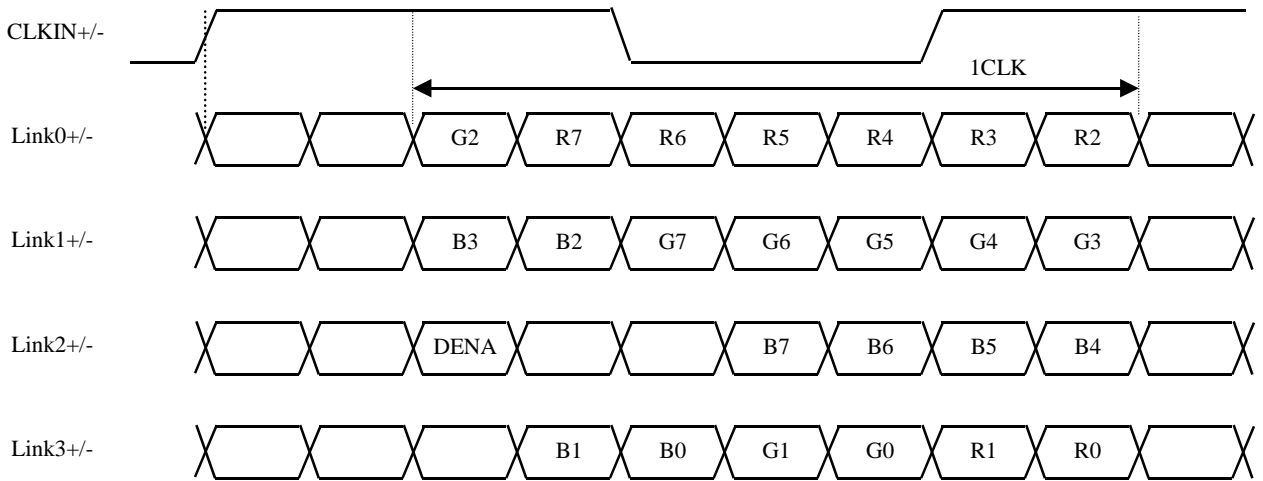 CLKIN+/-
1CLK
Link0+/- G2 R7 R6 R5 R4 R3 R2
Link1+/- B3 B2 G7 G6 G5 G4 G3
Link2+/- DENA B7 B6 B5 B4
Link3+/- B1 B0 G1 G0 R1 R0